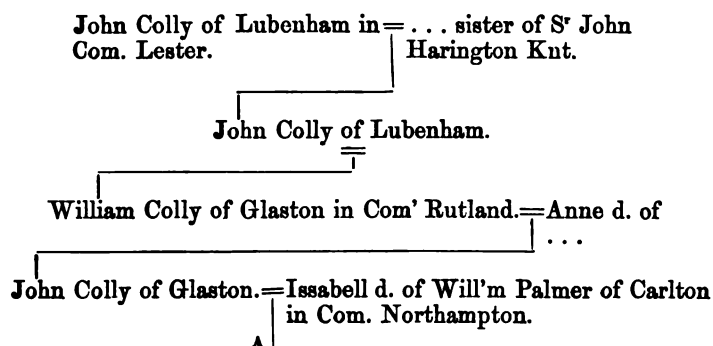 John Colly of Lubenham in = ... sister of Sʳ John
Com. Lester. Harington Knt.
John Colly of Lubenham.
=
William Colly of Glaston in Com' Rutland. = Anne d. of
...
John Colly of Glaston. = Issabell d. of Will'm Palmer of Carlton
in Com. Northampton.